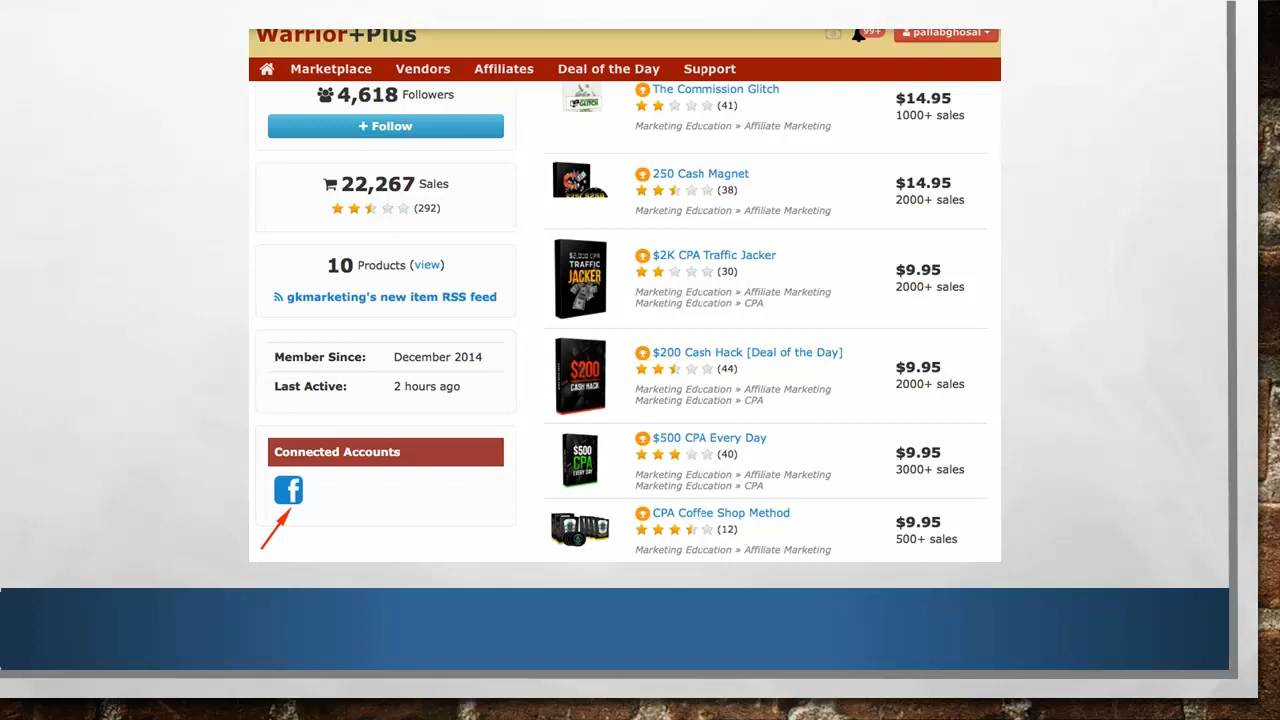 Warrior+Plus
99+
pallabghosal
Marketplace Vendors Affiliates Deal of the Day Support
4,618 Followers
+ Follow
22,267 Sales
(292)
10 Products (view)
gkmarketing's new item RSS feed
Member Since: December 2014
Last Active: 2 hours ago
Connected Accounts
f
GLITCH
The Commission Glitch
(41)
Marketing Education » Affiliate Marketing
$14.95
1000+ sales
250 Cash Magnet
(38)
Marketing Education » Affiliate Marketing
$14.95
2000+ sales
$2,000 CPA
TRAFFIC
JACKER
$2K CPA Traffic Jacker
(30)
Marketing Education » Affiliate Marketing
Marketing Education » CPA
$9.95
2000+ sales
$200
CASH HACK
$200 Cash Hack [Deal of the Day]
(44)
Marketing Education » Affiliate Marketing
Marketing Education » CPA
$9.95
2000+ sales
$500
CPA
EVERY DAY
$500 CPA Every Day
(40)
Marketing Education » Affiliate Marketing
Marketing Education » CPA
$9.95
3000+ sales
CPA Coffee Shop Method
(12)
Marketing Education » Affiliate Marketing
$9.95
500+ sales